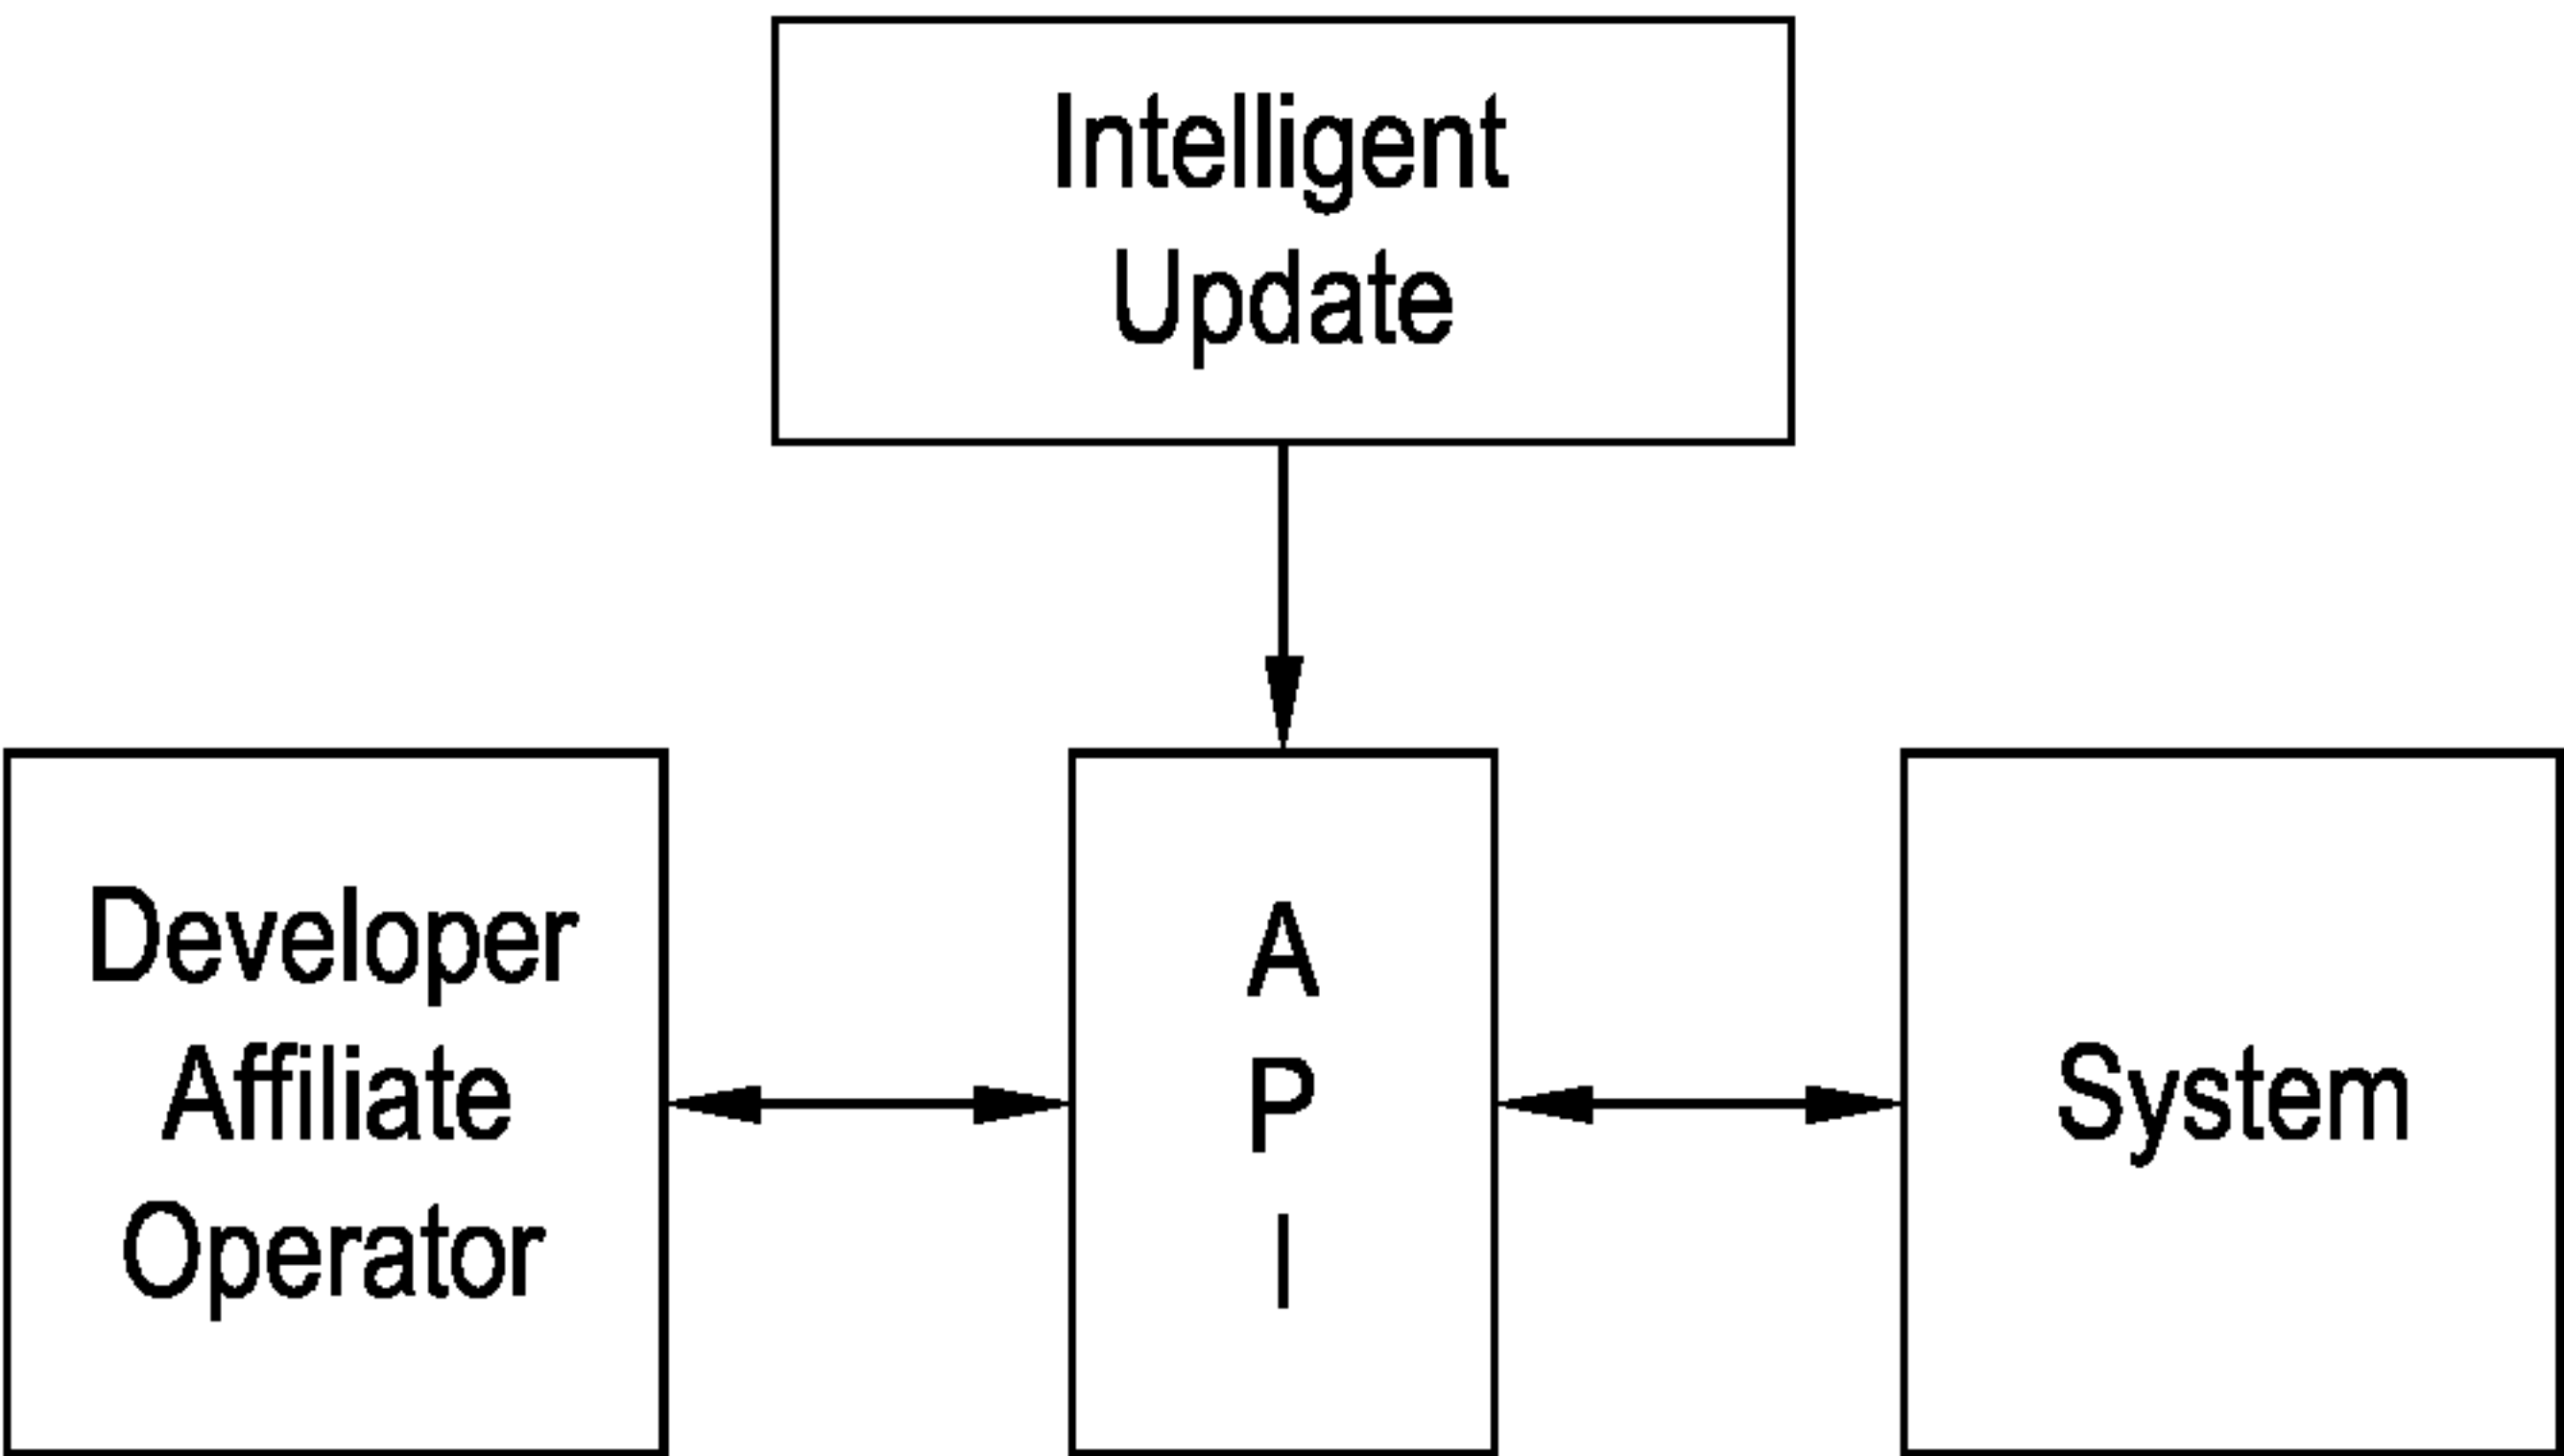 Intelligent
Update
Developer
Affiliate
Operator
A
P
I
System